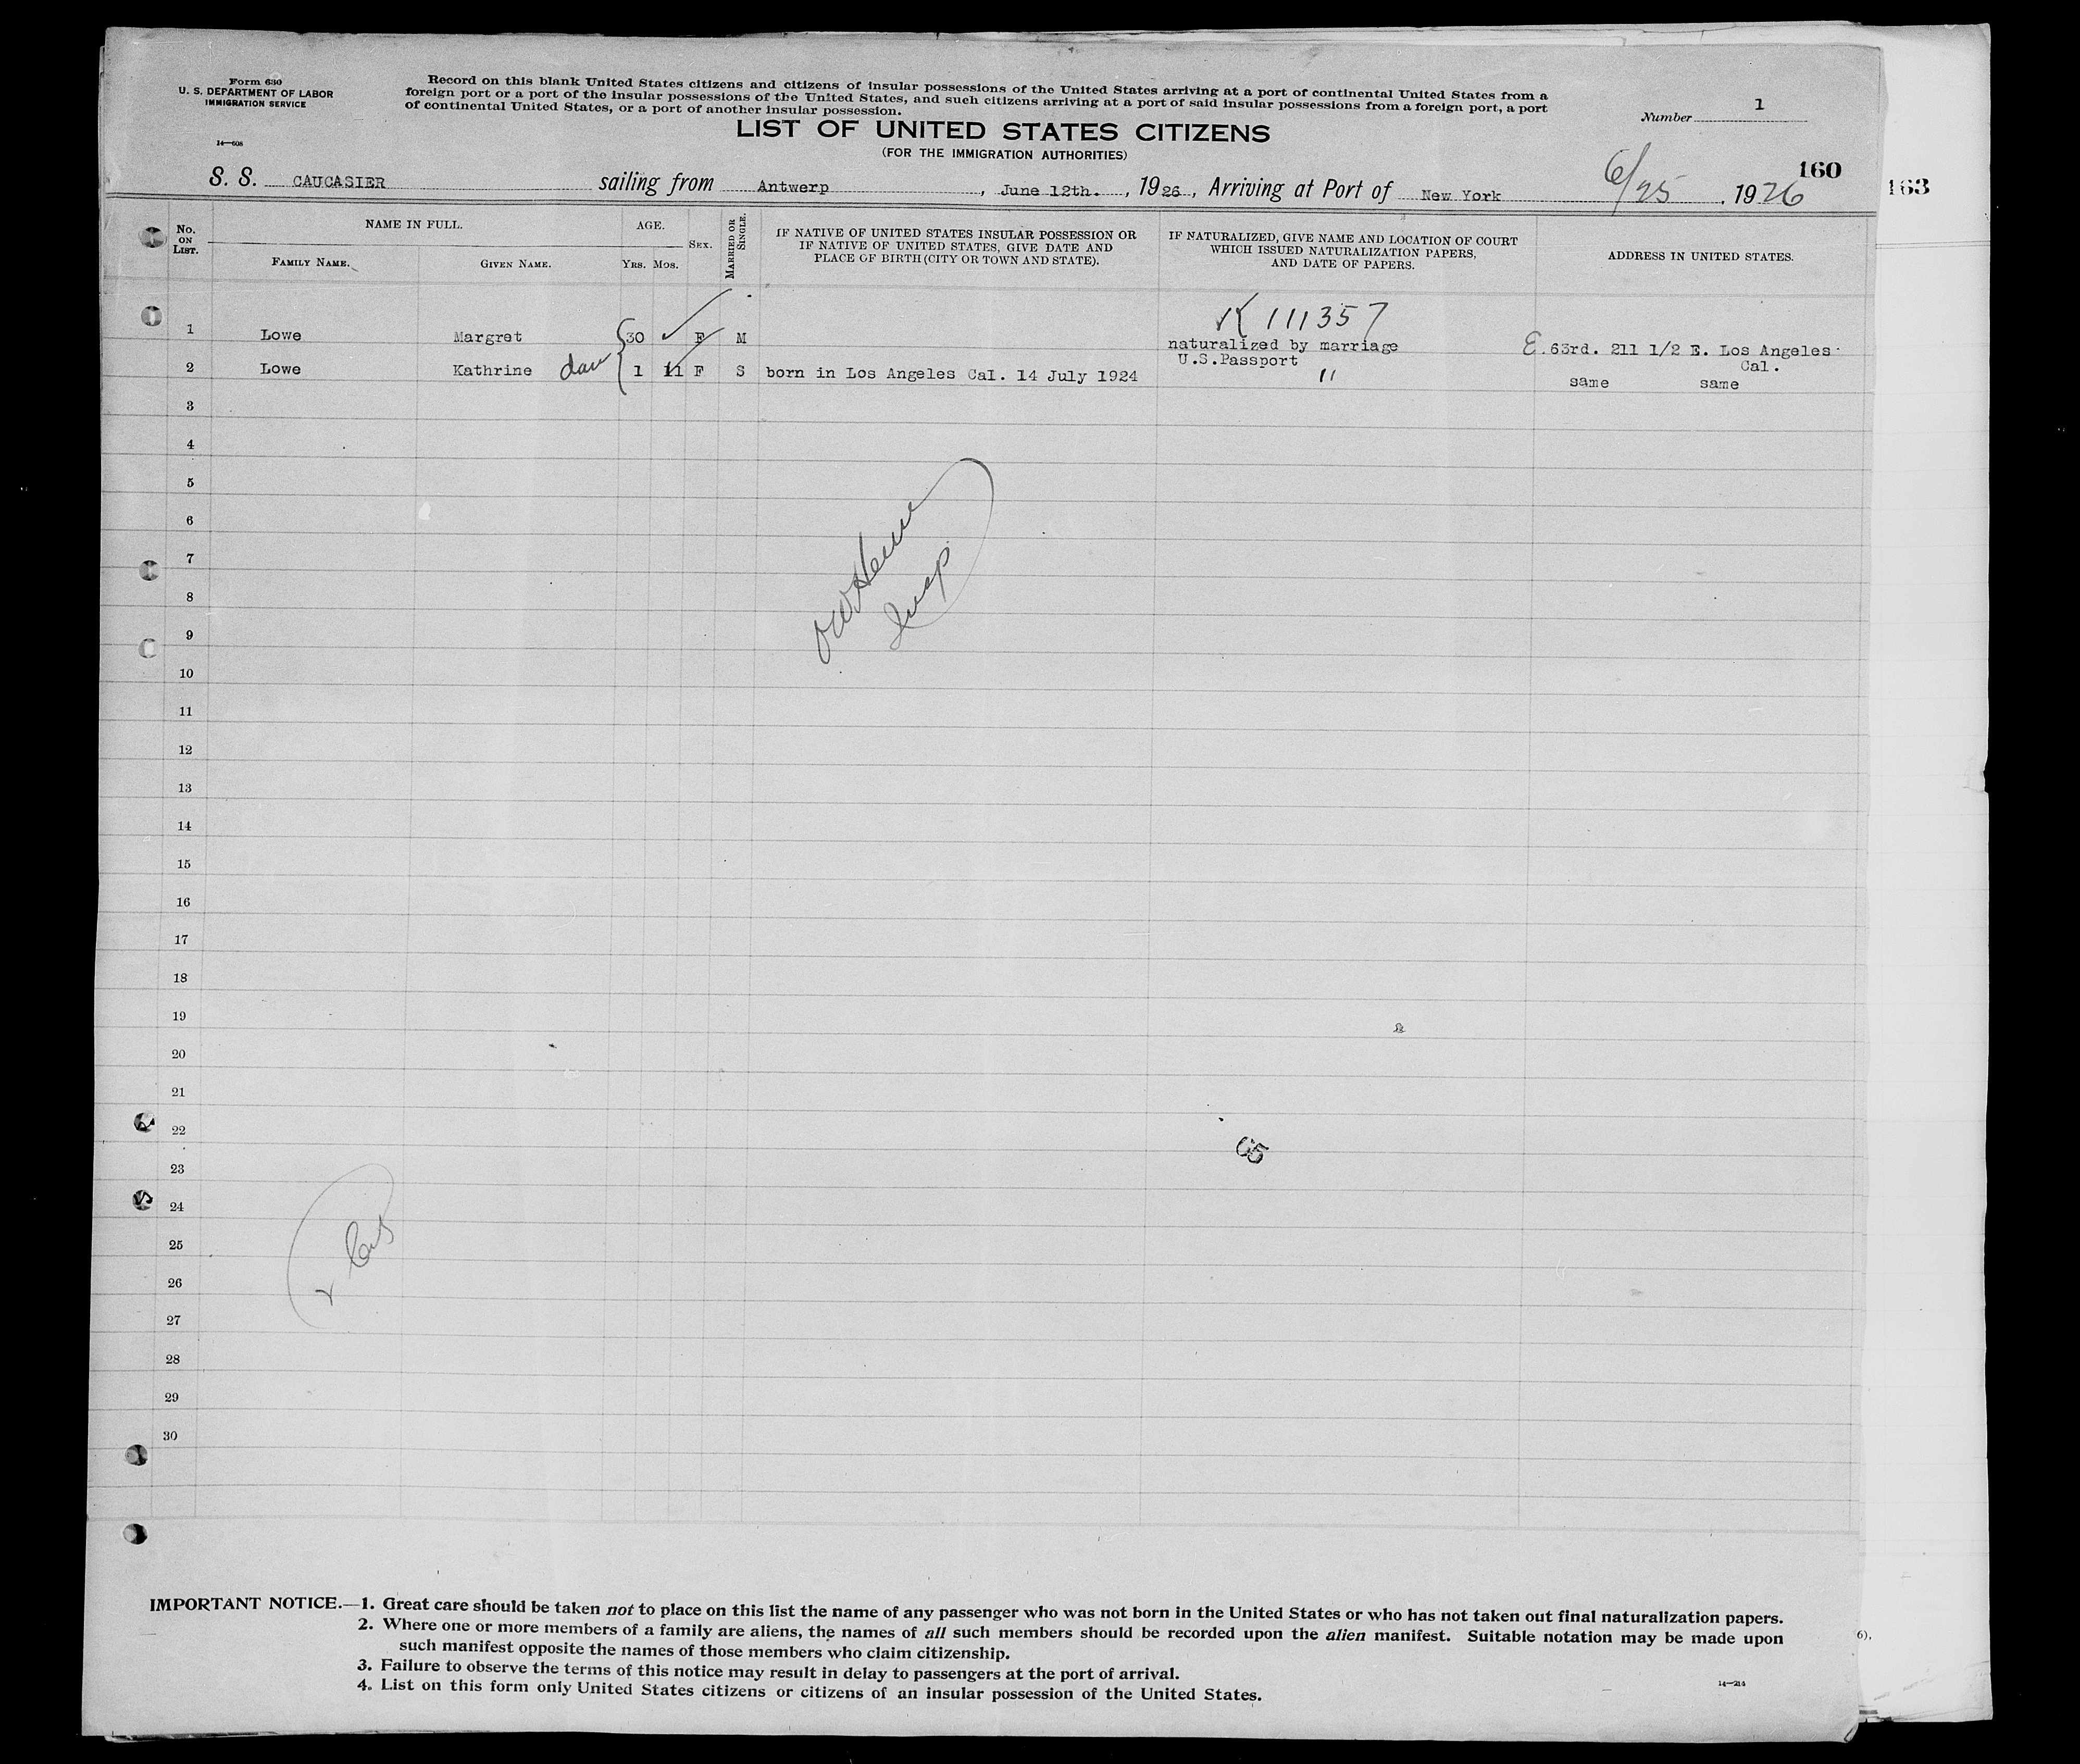 Form 630
U. S. DEPARTMENT OF LABOR
IMMIGRATION SERVICE
14—608
Record on this blank United States citizens and citizens of insular possessions of the United States arriving at a port of continental United States from a
foreign port or a port of the insular possessions of the United States, and such citizens arriving at a port of said insular possessions from a foreign port, a port
of continental United States, or a port of another insular possession.
LIST OF UNITED STATES CITIZENS
(FOR THE IMMIGRATION AUTHORITIES)
Number 1
160
163
S. S. CAUCASIER sailing from Antwerp, June 12th., 1926, Arriving at Port of New York 6/25, 1926
No. ON LIST.
NAME IN FULL.
FAMILY NAME.
GIVEN NAME.
AGE.
YRS. MOS.
SEX.
MARRIED OR SINGLE.
IF NATIVE OF UNITED STATES INSULAR POSSESSION OR
IF NATIVE OF UNITED STATES, GIVE DATE AND
PLACE OF BIRTH (CITY OR TOWN AND STATE).
IF NATURALIZED, GIVE NAME AND LOCATION OF COURT
WHICH ISSUED NATURALIZATION PAPERS,
AND DATE OF PAPERS.
ADDRESS IN UNITED STATES.
111357
1 Lowe Margret 30 F M naturalized by marriage E. 63rd. 211 1/2 E. Los Angeles
U.S.Passport Cal.
2 Lowe Kathrine dau 1 11 F S born in Los Angeles Cal. 14 July 1924 " same same
3
4
5
6
7
8
9
10
11
12
13
14
15
16
17
18
19
20
21
22
23
24
25
26
27
28
29
30
Insp
65
IMPORTANT NOTICE.—1. Great care should be taken not to place on this list the name of any passenger who was not born in the United States or who has not taken out final naturalization papers.
2. Where one or more members of a family are aliens, the names of all such members should be recorded upon the alien manifest. Suitable notation may be made upon
such manifest opposite the names of those members who claim citizenship.
3. Failure to observe the terms of this notice may result in delay to passengers at the port of arrival.
4. List on this form only United States citizens or citizens of an insular possession of the United States.
14—214
6),